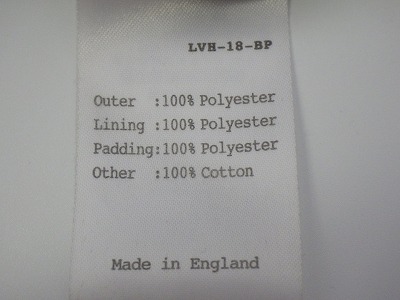 LVH-18-BP
Outer :100% Polyester
Lining :100% Polyester
Padding:100% Polyester
Other :100% Cotton
Made in England